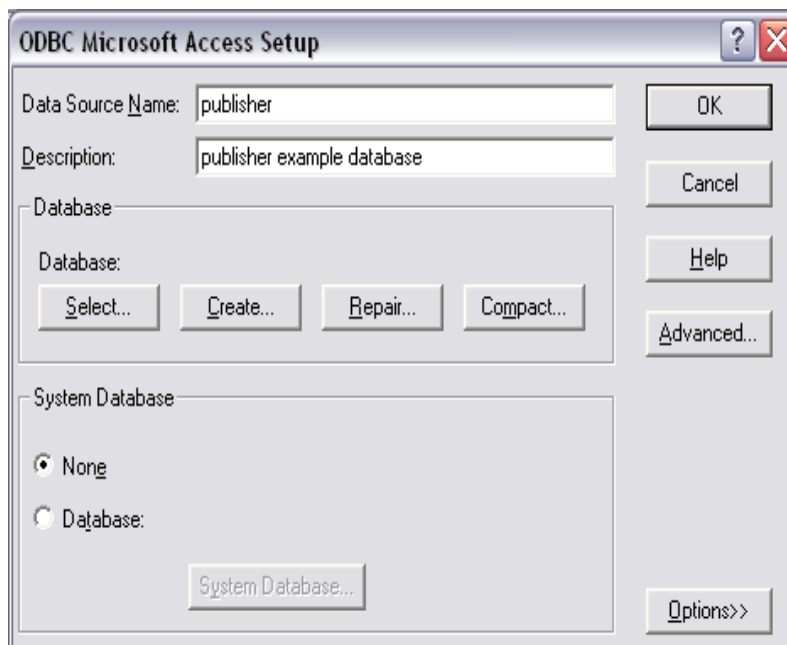 ODBC Microsoft Access Setup
?
Data Source Name: publisher
OK
Description: publisher example database
Cancel
Database
Database:
Help
Select... Create... Repair... Compact...
Advanced...
System Database
None
Database:
System Database...
Options>>